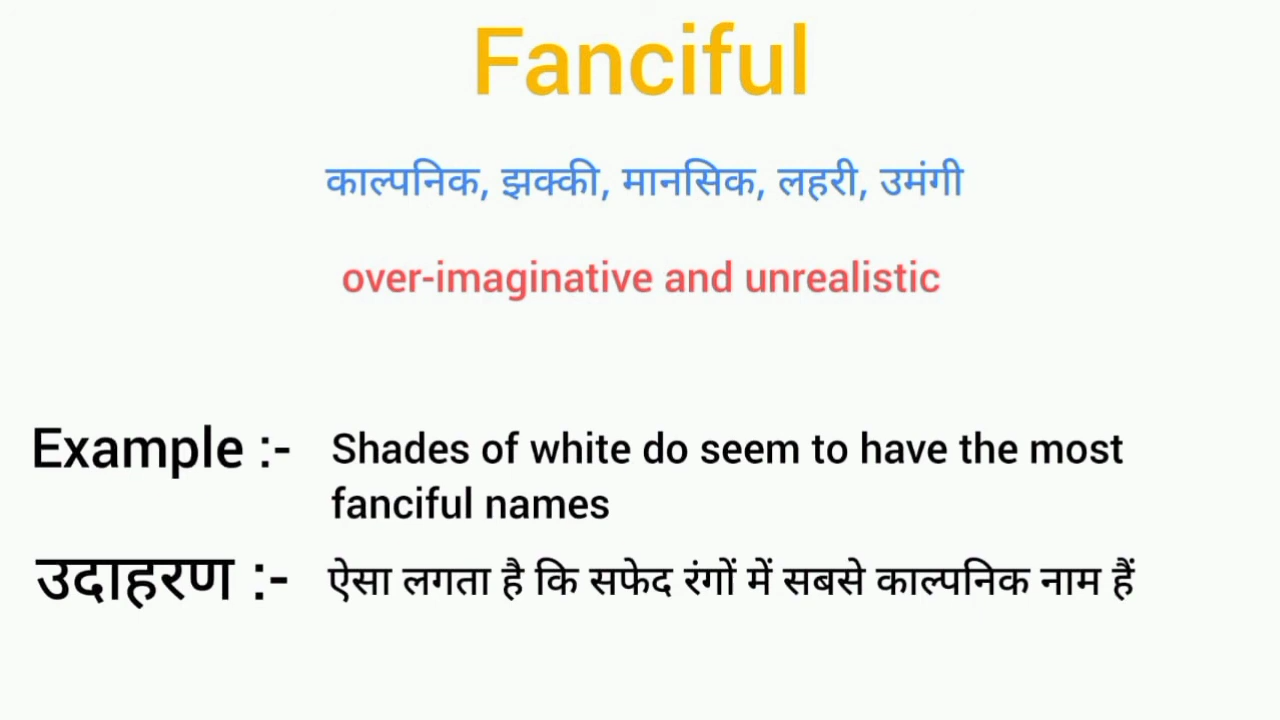 Fanciful
काल्पनिक, झक्की, मानसिक, लहरी, उमंगी
over-imaginative and unrealistic
Example :- Shades of white do seem to have the most
fanciful names
उदाहरण :- ऐसा लगता है कि सफेद रंगों में सबसे काल्पनिक नाम हैं